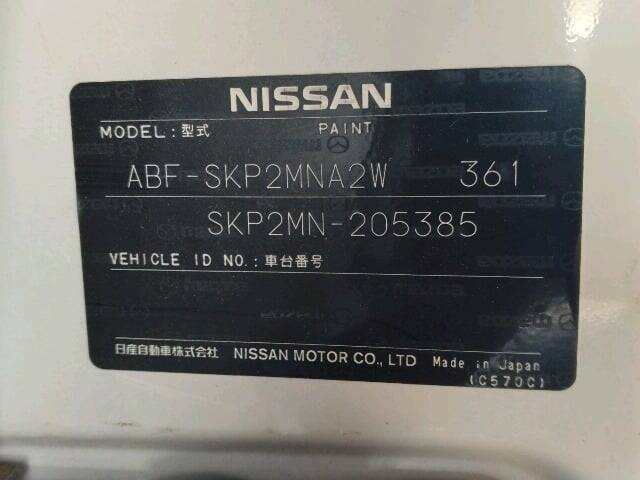 NISSAN
MODEL:型式 PAINT
ABF-SKP2MNA2W 361
SKP2MN-205385
VEHICLE ID NO.:車台番号
日産自動車株式会社 NISSAN MOTOR CO., LTD Made in Japan
(C570C)